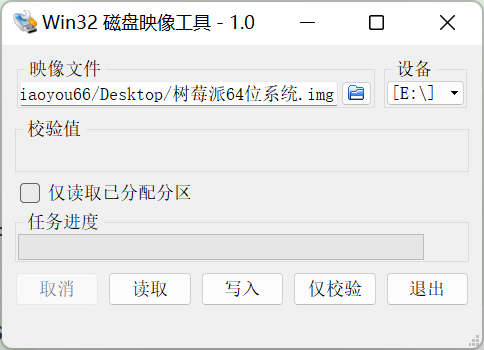 Win32 磁盘映像工具 - 1.0
映像文件
设备
iaoyou66/Desktop/树莓派64位系统.img
[E:\]
校验值
仅读取已分配分区
任务进度
取消
读取
写入
仅校验
退出